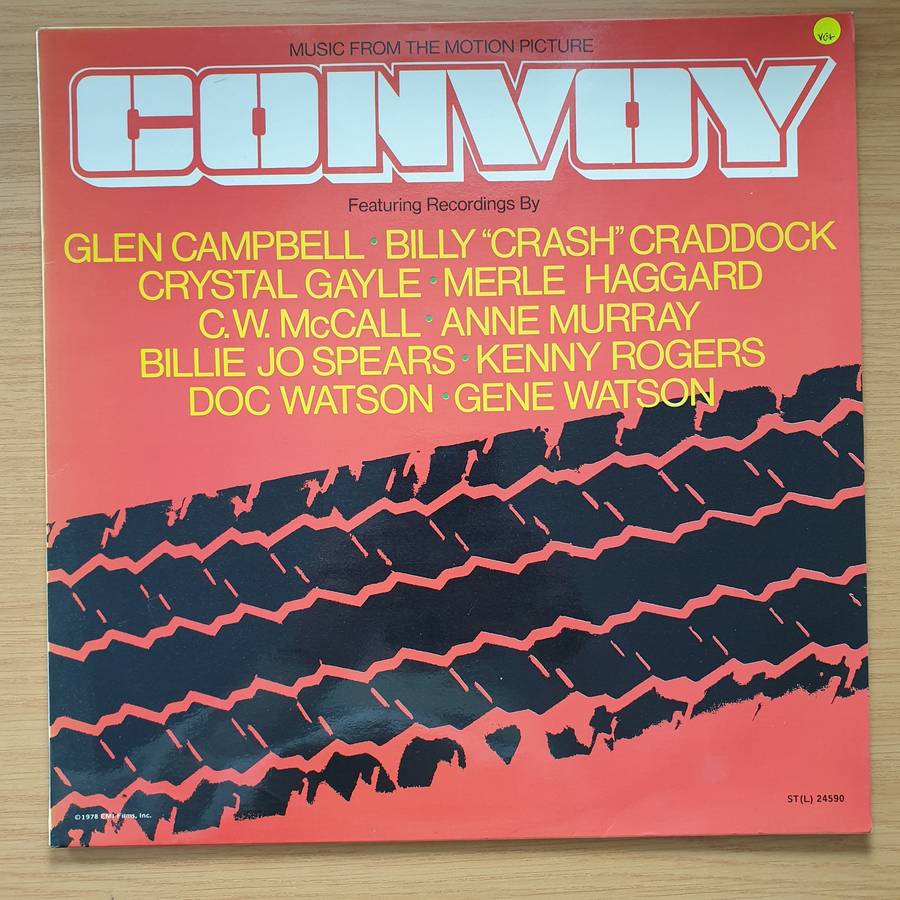 VG+
MUSIC FROM THE MOTION PICTURE
CONVOY
Featuring Recordings By
GLEN CAMPBELL • BILLY “CRASH” CRADDOCK
CRYSTAL GAYLE • MERLE HAGGARD
C.W. McCALL • ANNE MURRAY
BILLIE JO SPEARS • KENNY ROGERS
DOC WATSON • GENE WATSON
ST(L) 24590
©1978 EMI Films, Inc.